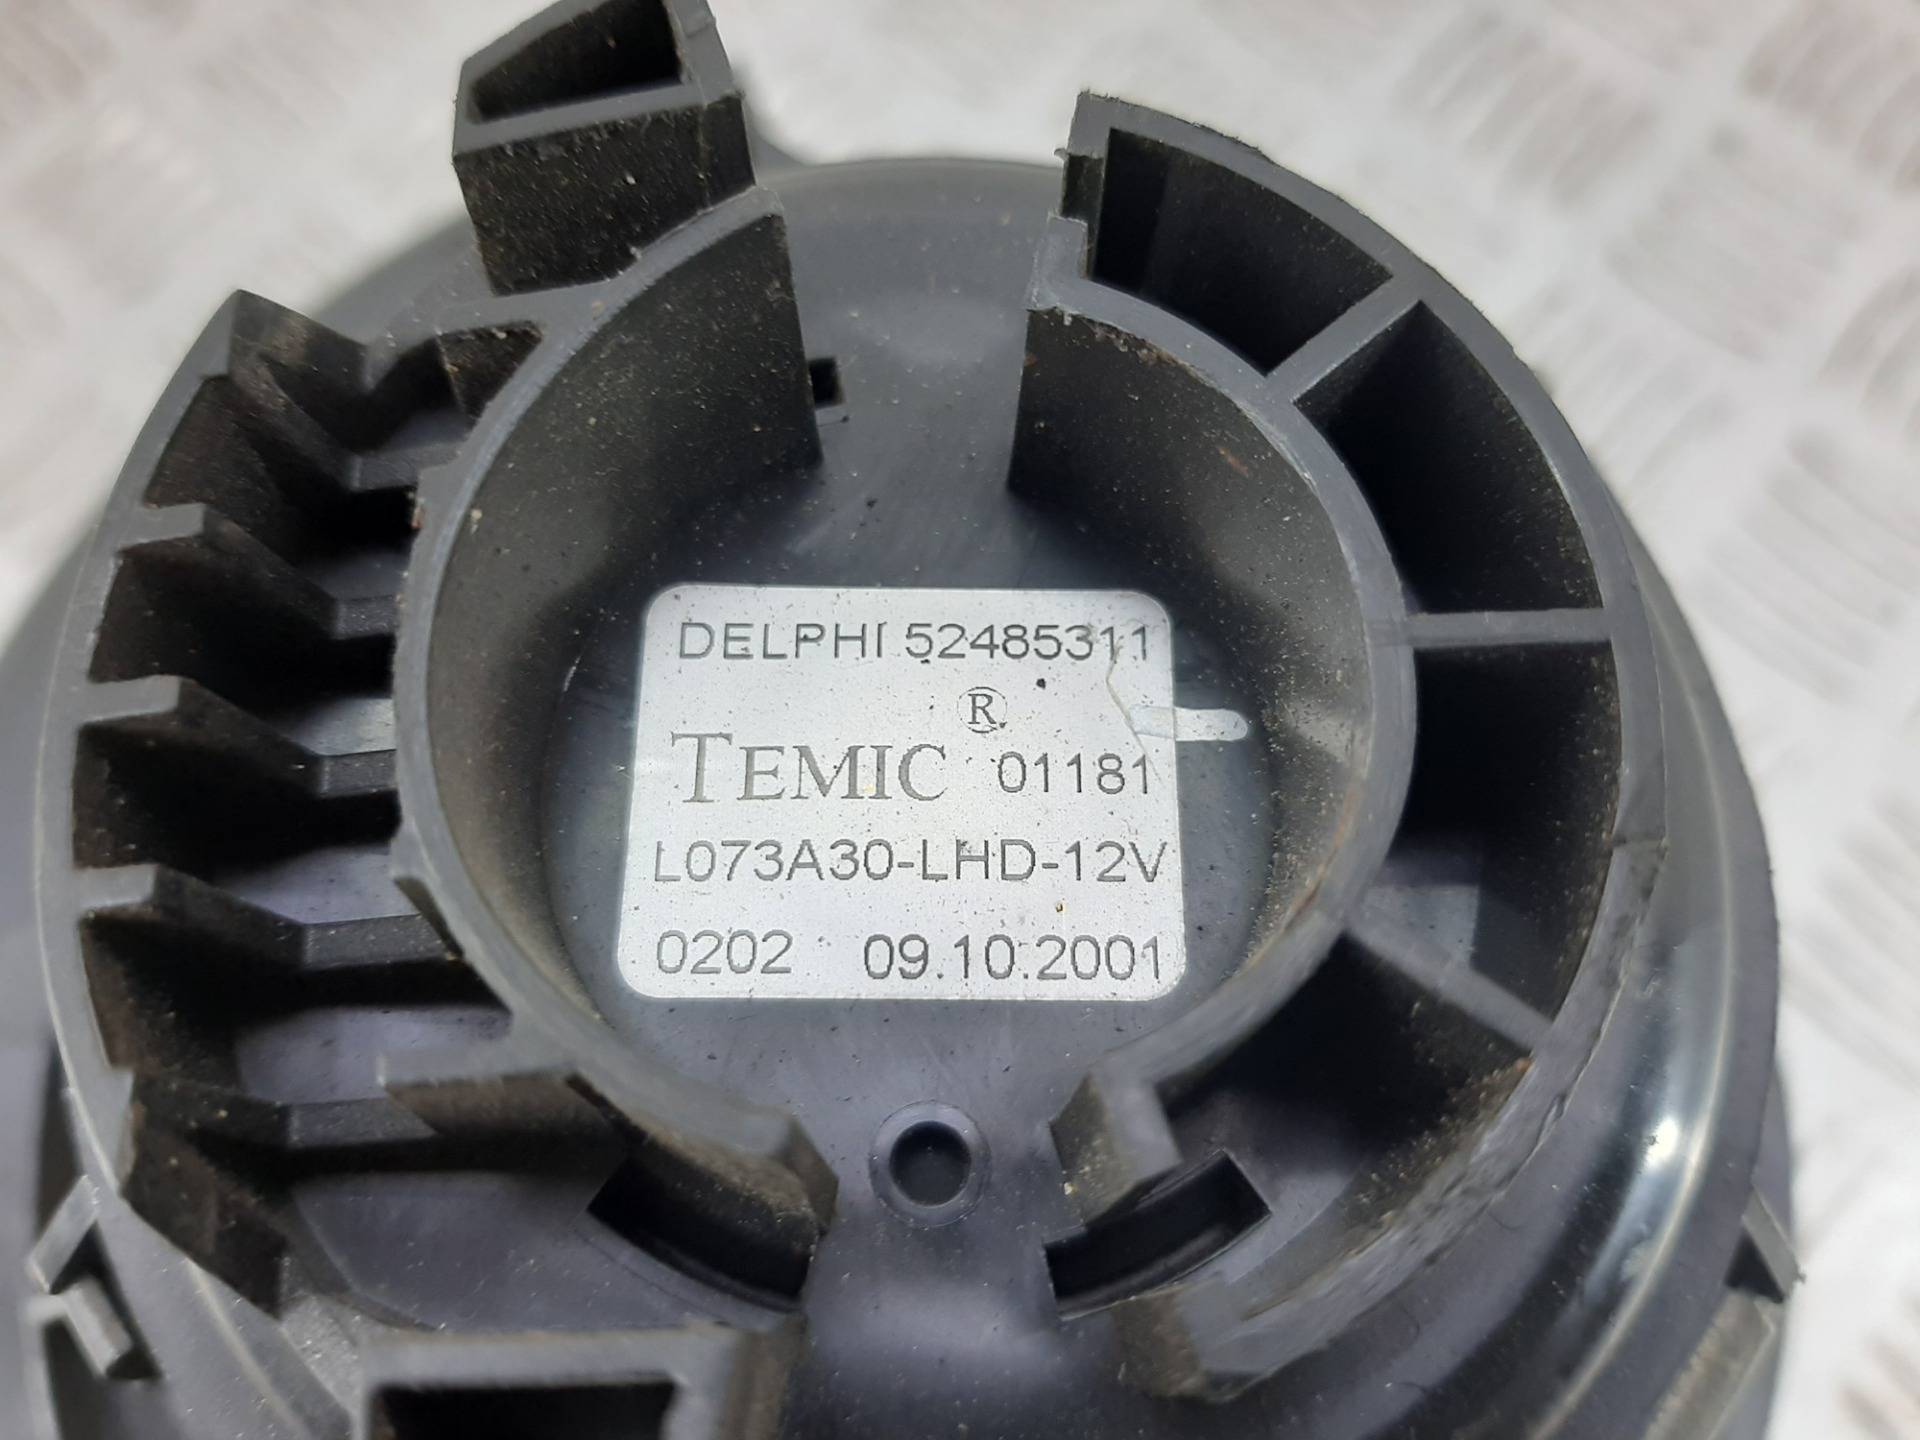 DELPHI 52485311
TEMIC ® 01181
L073A30-LHD-12V
0202 09.10.2001